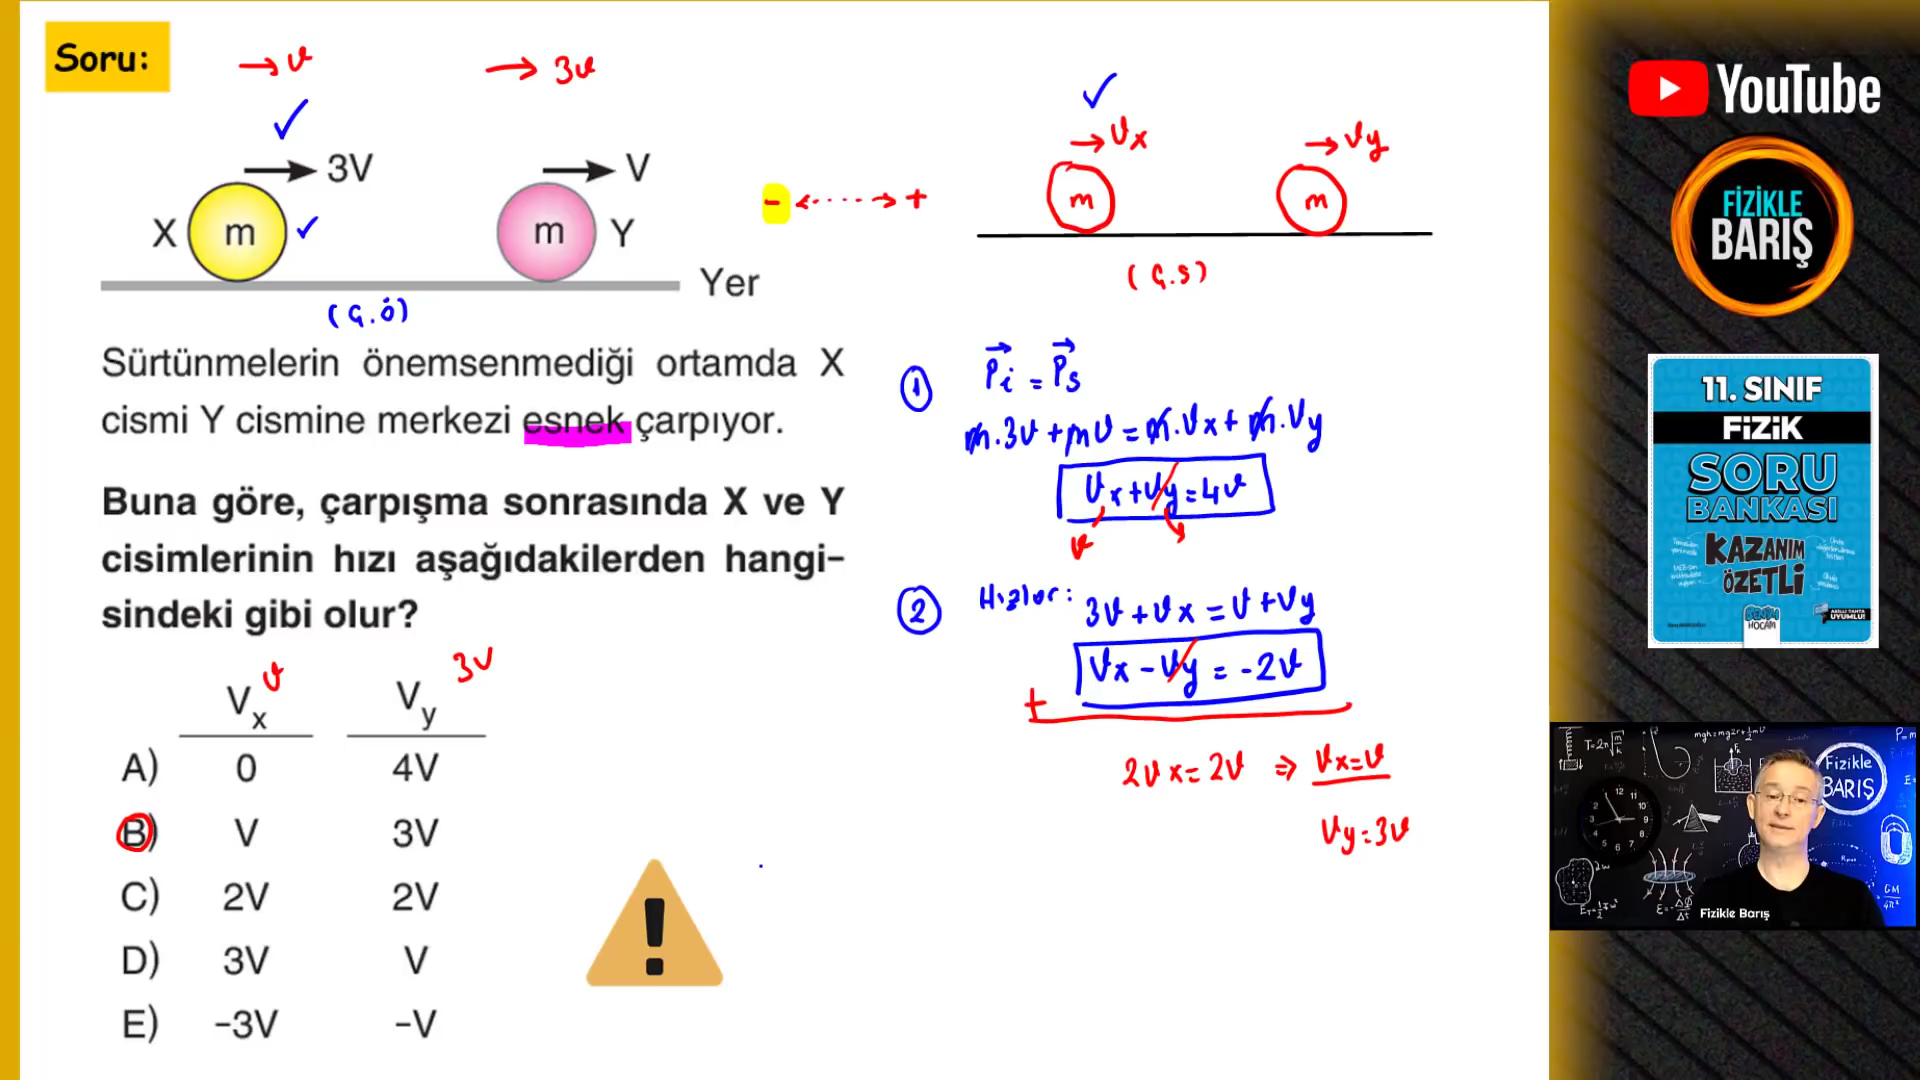 Soru:
→ v
→ 3v
3V
V
X
m
m
Y
Yer
(Ç.Ö)
- <.....> +
→ Vx
→ Vy
m
m
(Ç.S)
Sürtünmelerin önemsenmediği ortamda X
cismi Y cismine merkezi esnek çarpıyor.
Buna göre, çarpışma sonrasında X ve Y
cisimlerinin hızı aşağıdakilerden hangi-
sindeki gibi olur?
Vx v
Vy 3v
A) 0 4V
B) V 3V
C) 2V 2V
D) 3V V
E) -3V -V
1
Pi = Ps
m.3v + mv = m.Vx + m.Vy
Vx + Vy = 4v
v
2
Hızlar: 3v + vx = v + vy
Vx - Vy = -2v
+
2vx = 2v ⇒ Vx = v
Vy = 3v
YouTube
FİZİKLE
BARIŞ
11. SINIF
FİZİK
SORU
BANKASI
KAZANIM
ÖZETLİ
HOCAM
Fizikle
BARIŞ
Fizikle Barış